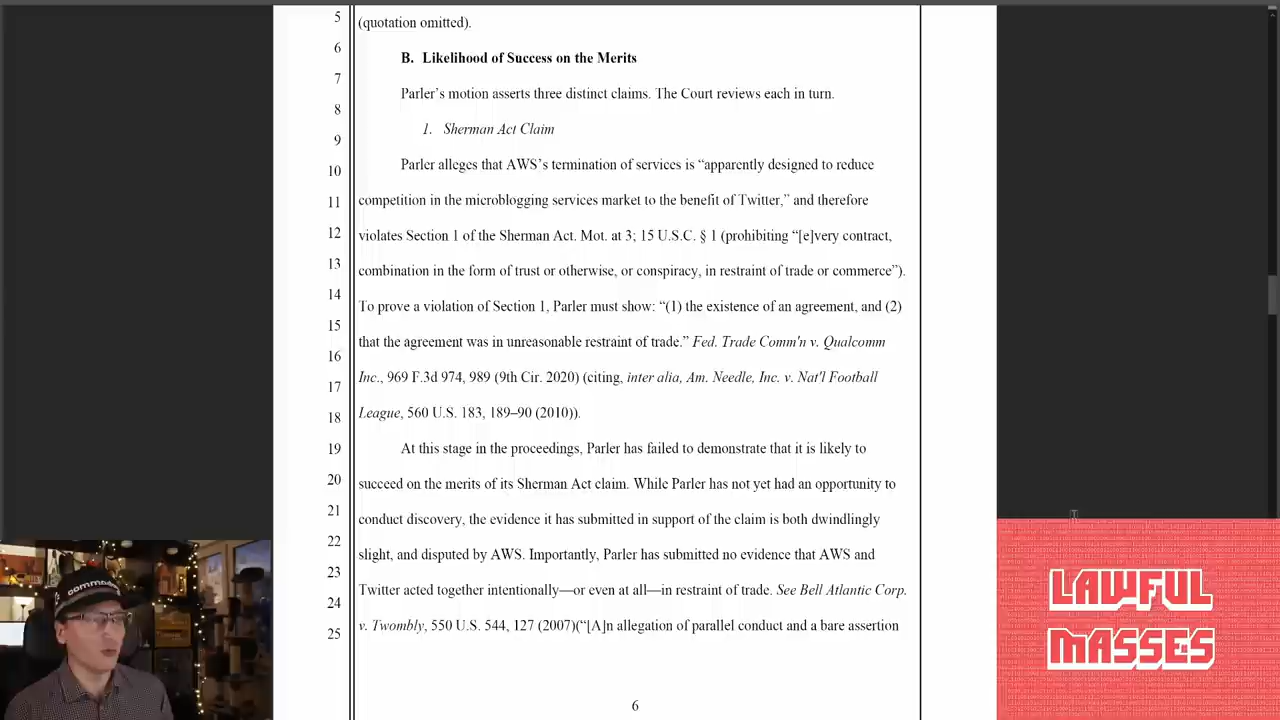 5 (quotation omitted).
6 B. Likelihood of Success on the Merits
7 Parler’s motion asserts three distinct claims. The Court reviews each in turn.
8
9 1. Sherman Act Claim
10 Parler alleges that AWS’s termination of services is “apparently designed to reduce
11 competition in the microblogging services market to the benefit of Twitter,” and therefore
12 violates Section 1 of the Sherman Act. Mot. at 3; 15 U.S.C. § 1 (prohibiting “[e]very contract,
13 combination in the form of trust or otherwise, or conspiracy, in restraint of trade or commerce”).
14 To prove a violation of Section 1, Parler must show: “(1) the existence of an agreement, and (2)
15
16 that the agreement was in unreasonable restraint of trade.” Fed. Trade Comm'n v. Qualcomm
17 Inc., 969 F.3d 974, 989 (9th Cir. 2020) (citing, inter alia, Am. Needle, Inc. v. Nat'l Football
18 League, 560 U.S. 183, 189–90 (2010)).
19 At this stage in the proceedings, Parler has failed to demonstrate that it is likely to
20 succeed on the merits of its Sherman Act claim. While Parler has not yet had an opportunity to
21 conduct discovery, the evidence it has submitted in support of the claim is both dwindlingly
22 slight, and disputed by AWS. Importantly, Parler has submitted no evidence that AWS and
23
24 Twitter acted together intentionally—or even at all—in restraint of trade. See Bell Atlantic Corp.
25 v. Twombly, 550 U.S. 544, 127 (2007)(“[A]n allegation of parallel conduct and a bare assertion
6
LAWFUL
MASSES